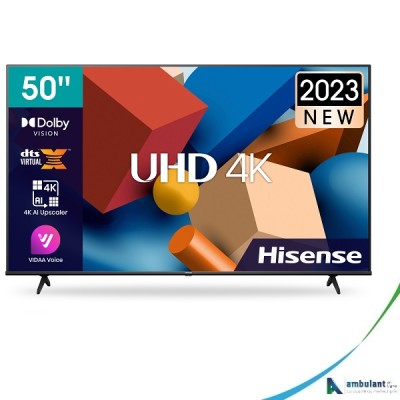 50"
2023
NEW
Dolby
VISION
dts
VIRTUAL X
UHD 4K
4K
AI
4K AI Upscaler
VIDAA Voice
Hisense
ambulant